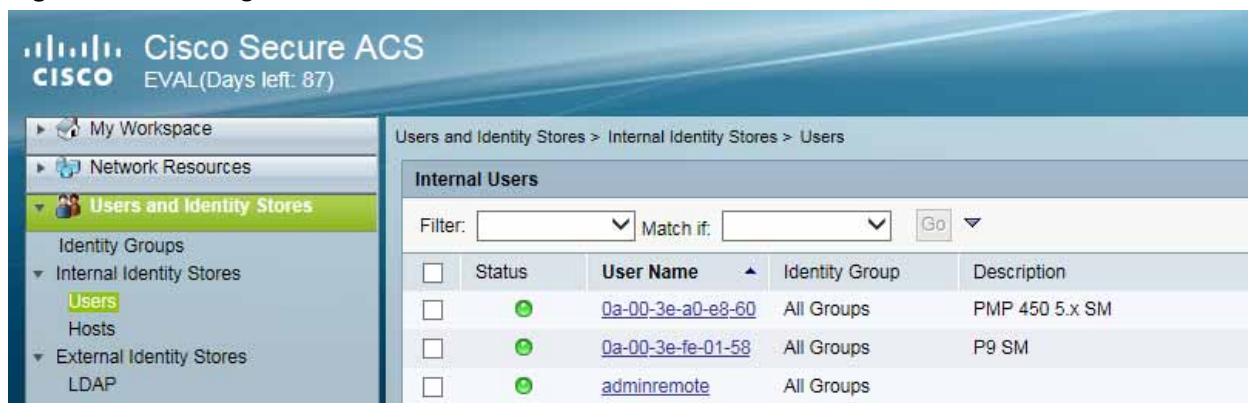 Cisco Secure ACS
CISCO EVAL(Days left: 87)
My Workspace
Network Resources
Users and Identity Stores
Identity Groups
Internal Identity Stores
Users
Hosts
External Identity Stores
LDAP
Users and Identity Stores > Internal Identity Stores > Users
Internal Users
Filter: Match if: Go
Status User Name Identity Group Description
0a-00-3e-a0-e8-60 All Groups PMP 450 5.x SM
0a-00-3e-fe-01-58 All Groups P9 SM
adminremote All Groups